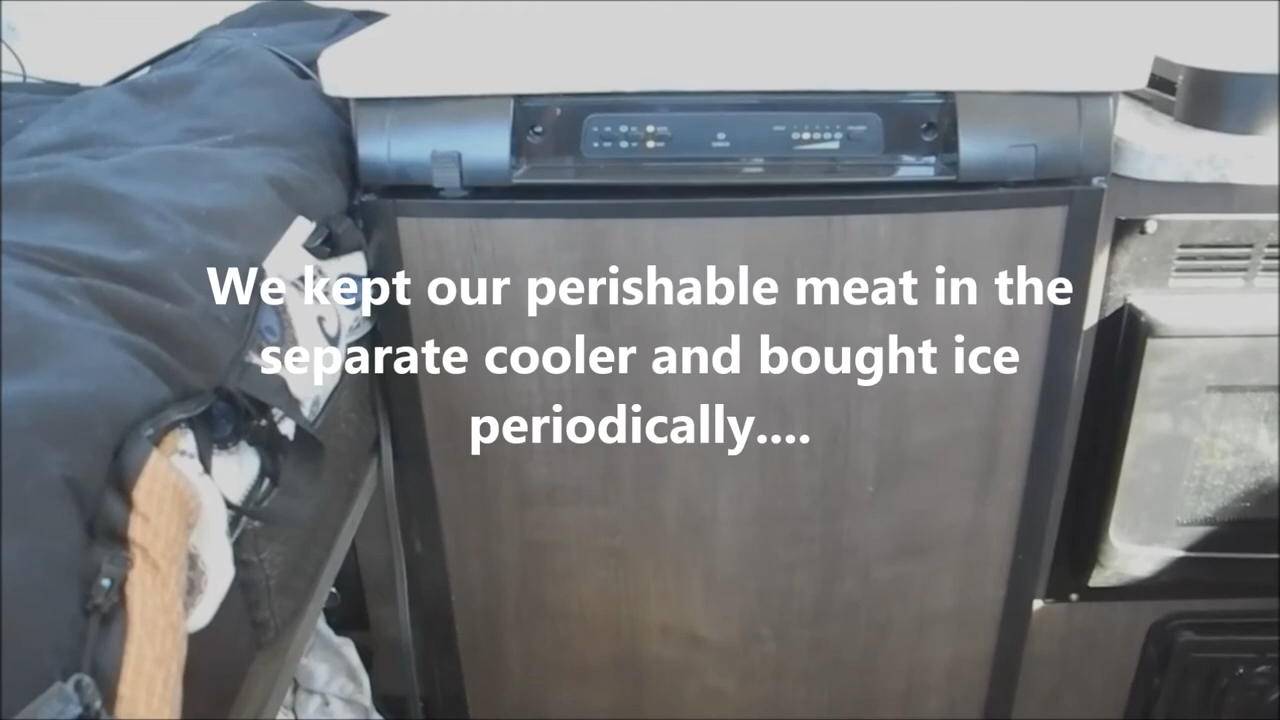 We kept our perishable meat in the
separate cooler and bought ice
periodically....